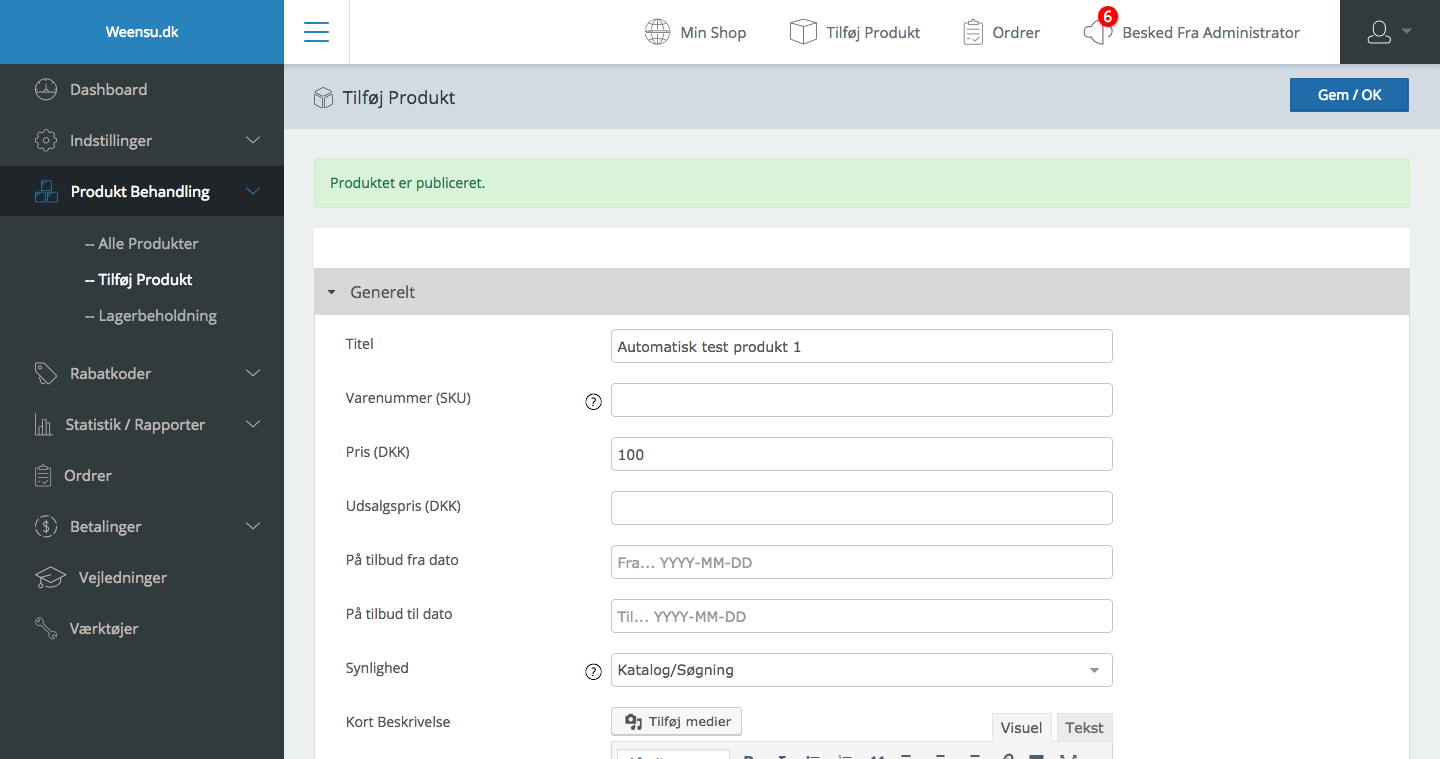 Weensu.dk
Min Shop
Tilføj Produkt
Ordrer
6
Besked Fra Administrator
Dashboard
Indstillinger
Produkt Behandling
-- Alle Produkter
-- Tilføj Produkt
-- Lagerbeholdning
Rabatkoder
Statistik / Rapporter
Ordrer
Betalinger
Vejledninger
Værktøjer
Tilføj Produkt
Gem / OK
Produktet er publiceret.
Generelt
Titel
Automatisk test produkt 1
Varenummer (SKU)
?
Pris (DKK)
100
Udsalgspris (DKK)
På tilbud fra dato
Fra... YYYY-MM-DD
På tilbud til dato
Til... YYYY-MM-DD
Synlighed
?
Katalog/Søgning
Kort Beskrivelse
Tilføj medier
Visuel
Tekst